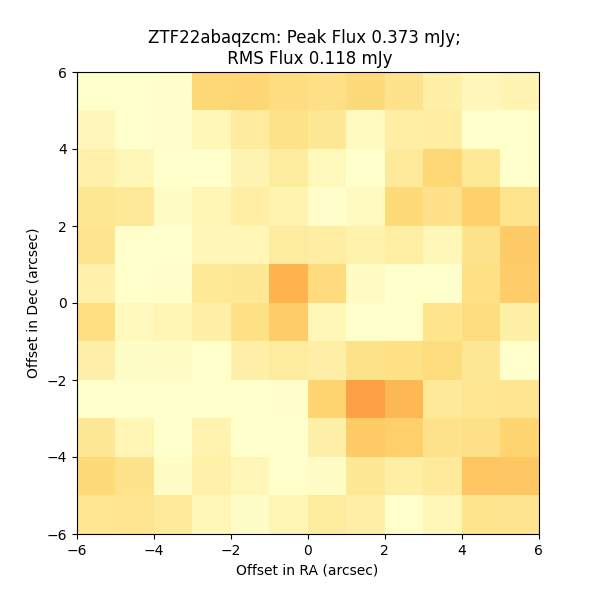 ZTF22abaqzcm: Peak Flux 0.373 mJy;
RMS Flux 0.118 mJy
6
4
2
0
−2
−4
−6
Offset in Dec (arcsec)
−6 −4 −2 0 2 4 6
Offset in RA (arcsec)